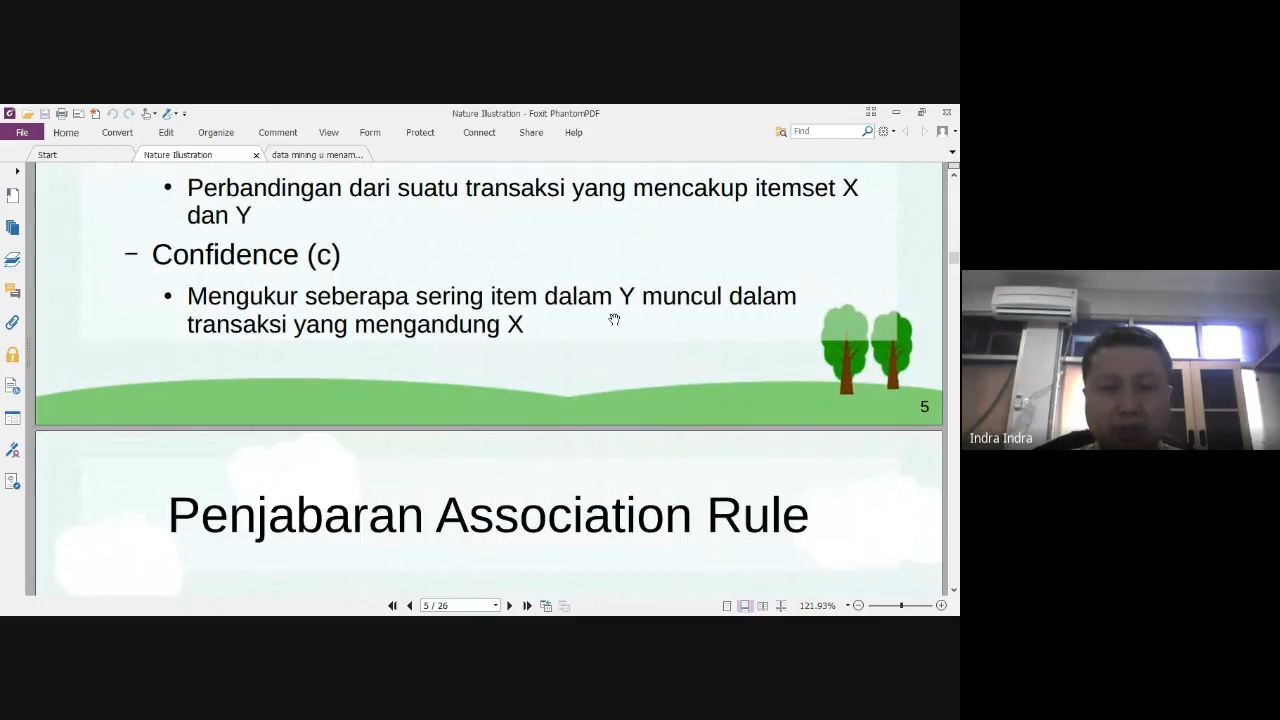 Nature Illustration - Foxit PhantomPDF
File Home Convert Edit Organize Comment View Form Protect Connect Share Help Find
Start Nature Illustration data mining u menam...
• Perbandingan dari suatu transaksi yang mencakup itemset X
dan Y
– Confidence (c)
• Mengukur seberapa sering item dalam Y muncul dalam
transaksi yang mengandung X
5
Indra Indra
Penjabaran Association Rule
5 / 26 121.93%